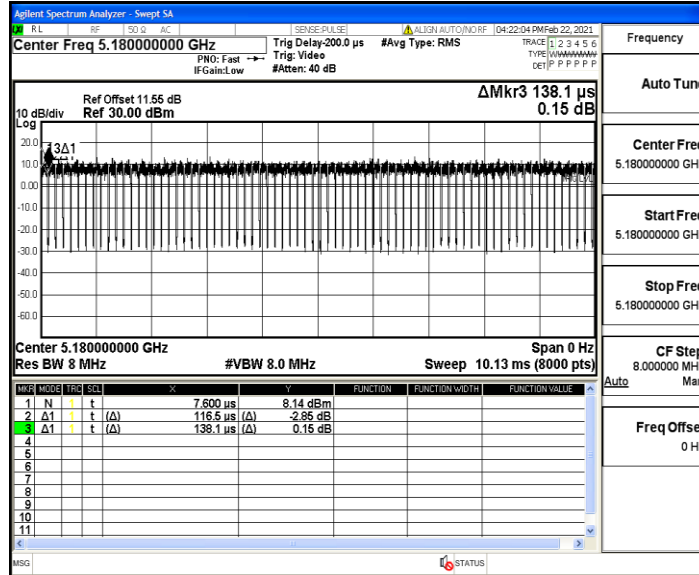 Agilent Spectrum Analyzer - Swept SA
RL RF 50 Ω AC SENSE:PULSE ALIGN AUTO/NO RF 04:22:04 PM Feb 22, 2021
Center Freq 5.180000000 GHz
PNO: Fast
IFGain:Low
Trig Delay-200.0 µs
Trig: Video
#Atten: 40 dB
#Avg Type: RMS
TRACE 1 2 3 4 5 6
TYPE WWWWWW
DET P P P P P P
ΔMkr3 138.1 µs
0.15 dB
Ref Offset 11.55 dB
10 dB/div Ref 30.00 dBm
Log
20.0
10.0
0.00
-10.0
-20.0
-30.0
-40.0
-50.0
-60.0
3Δ1
Center 5.180000000 GHz Span 0 Hz
Res BW 8 MHz #VBW 8.0 MHz Sweep 10.13 ms (8000 pts)
MKR MODE TRC SCL X Y FUNCTION FUNCTION WIDTH FUNCTION VALUE
1 N 1 t 7.600 µs 8.14 dBm
2 Δ1 1 t (Δ) 116.5 µs (Δ) -2.85 dB
3 Δ1 1 t (Δ) 138.1 µs (Δ) 0.15 dB
4
5
6
7
8
9
10
11
MSG STATUS
Frequency
Auto Tun
Center Fre
5.180000000 GH
Start Fre
5.180000000 GH
Stop Fre
5.180000000 GH
CF Step
8.000000 MH
Auto Ma
Freq Offse
0 H